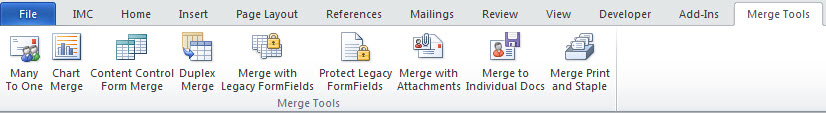 File IMC Home Insert Page Layout References Mailings Review View Developer Add-Ins Merge Tools
Many Chart Content Control Duplex Merge with Protect Legacy Merge with Merge to Merge Print
To One Merge Form Merge Merge Legacy FormFields FormFields Attachments Individual Docs and Staple
Merge Tools